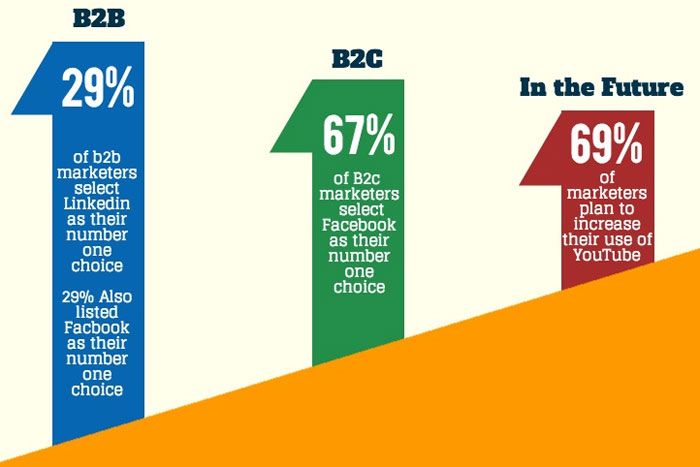 B2B
29%
of b2b
marketers
select
Linkedin
as their
number
one
choice
29% Also
listed
Facbook
as their
number
one
choice
B2C
67%
of B2c
marketers
select
Facebook
as their
number
one
choice
In the Future
69%
of
marketers
plan to
increase
their use of
YouTube